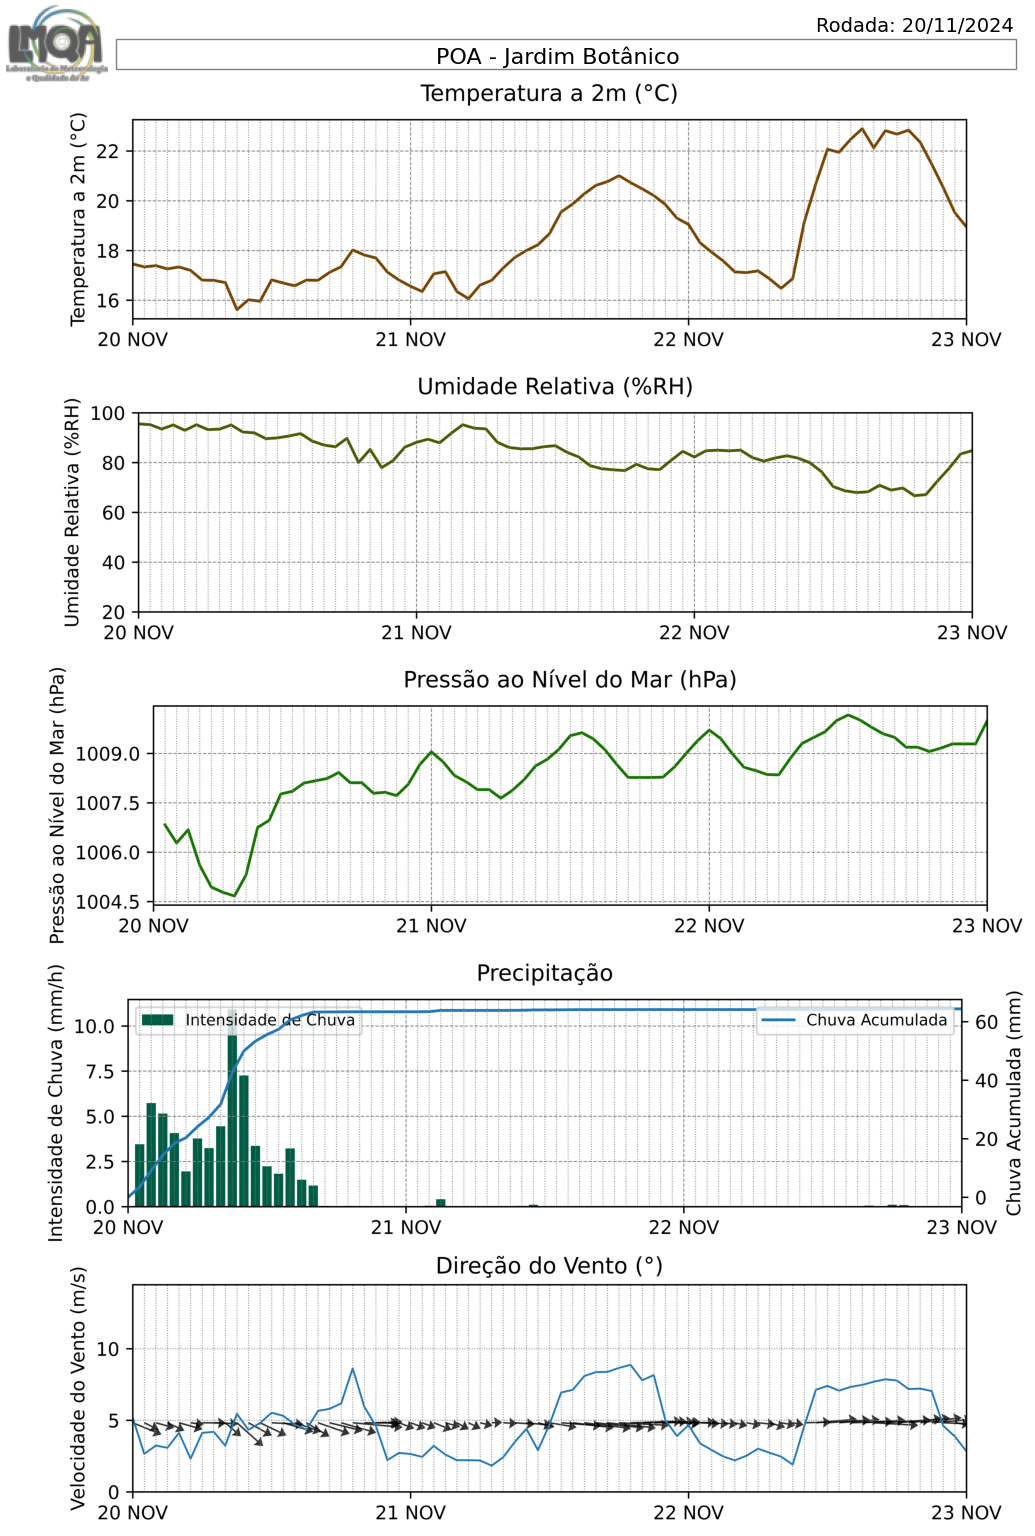 LMQA
Laboratório de Meteorologia
e Qualidade do Ar
Rodada: 20/11/2024
POA - Jardim Botânico
Temperatura a 2m (°C)
Temperatura a 2m (°C)
22
20
18
16
20 NOV 21 NOV 22 NOV 23 NOV
Umidade Relativa (%RH)
Umidade Relativa (%RH)
100
80
60
40
20
20 NOV 21 NOV 22 NOV 23 NOV
Pressão ao Nível do Mar (hPa)
Pressão ao Nível do Mar (hPa)
1009.0
1007.5
1006.0
1004.5
20 NOV 21 NOV 22 NOV 23 NOV
Precipitação
Intensidade de Chuva (mm/h)
10.0
7.5
5.0
2.5
0.0
Intensidade de Chuva
Chuva Acumulada
60
40
20
0
Chuva Acumulada (mm)
20 NOV 21 NOV 22 NOV 23 NOV
Direção do Vento (°)
Velocidade do Vento (m/s)
10
5
0
20 NOV 21 NOV 22 NOV 23 NOV